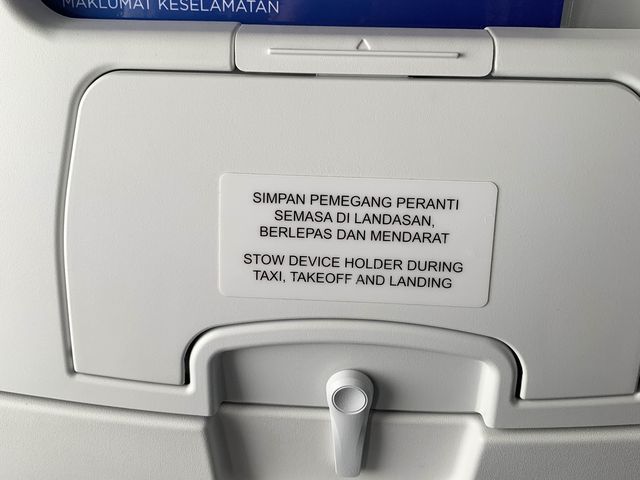 MAKLUMAT KESELAMATAN
SIMPAN PEMEGANG PERANTI
SEMASA DI LANDASAN,
BERLEPAS DAN MENDARAT
STOW DEVICE HOLDER DURING
TAXI, TAKEOFF AND LANDING